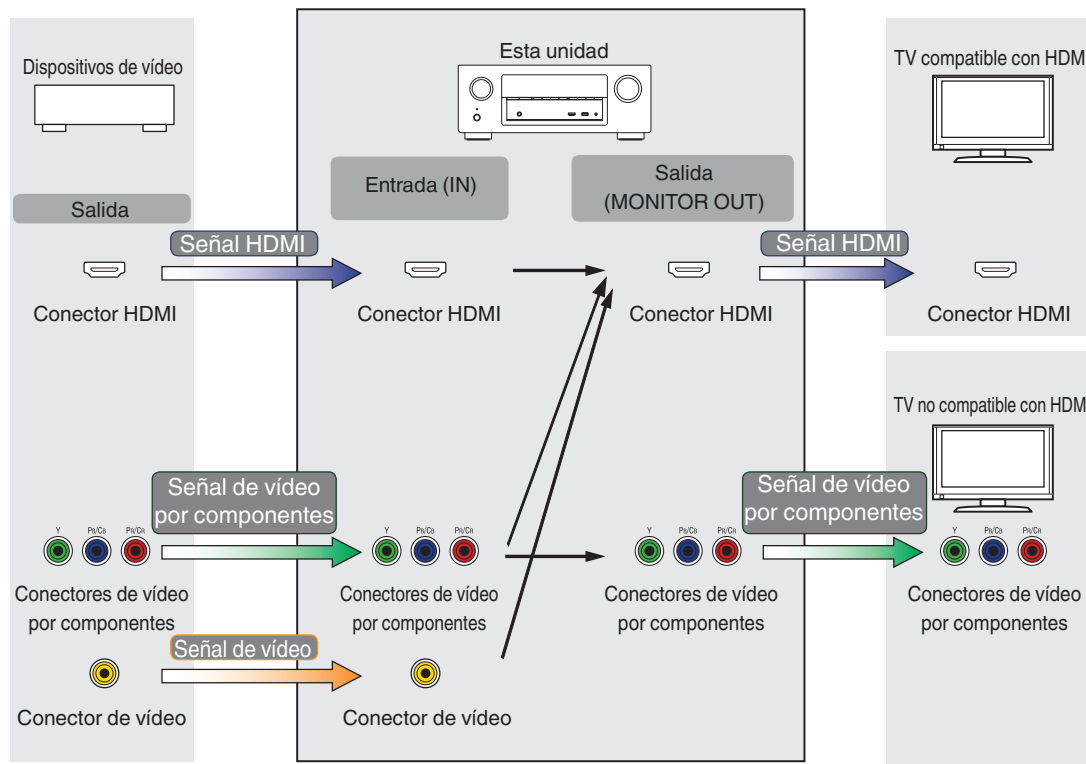 Dispositivos de vídeo
Esta unidad
TV compatible con HDM
Salida
Entrada (IN)
Salida
(MONITOR OUT)
Señal HDMI
Señal HDMI
Conector HDMI
Conector HDMI
Conector HDMI
Conector HDMI
TV no compatible con HDM
Señal de vídeo
por componentes
Señal de vídeo
por componentes
Y PB/CB PR/CR
Y PB/CB PR/CR
Y PB/CB PR/CR
Y PB/CB PR/CR
Conectores de vídeo
por componentes
Conectores de vídeo
por componentes
Conectores de vídeo
por componentes
Conectores de vídeo
por componentes
Señal de vídeo
Conector de vídeo
Conector de vídeo